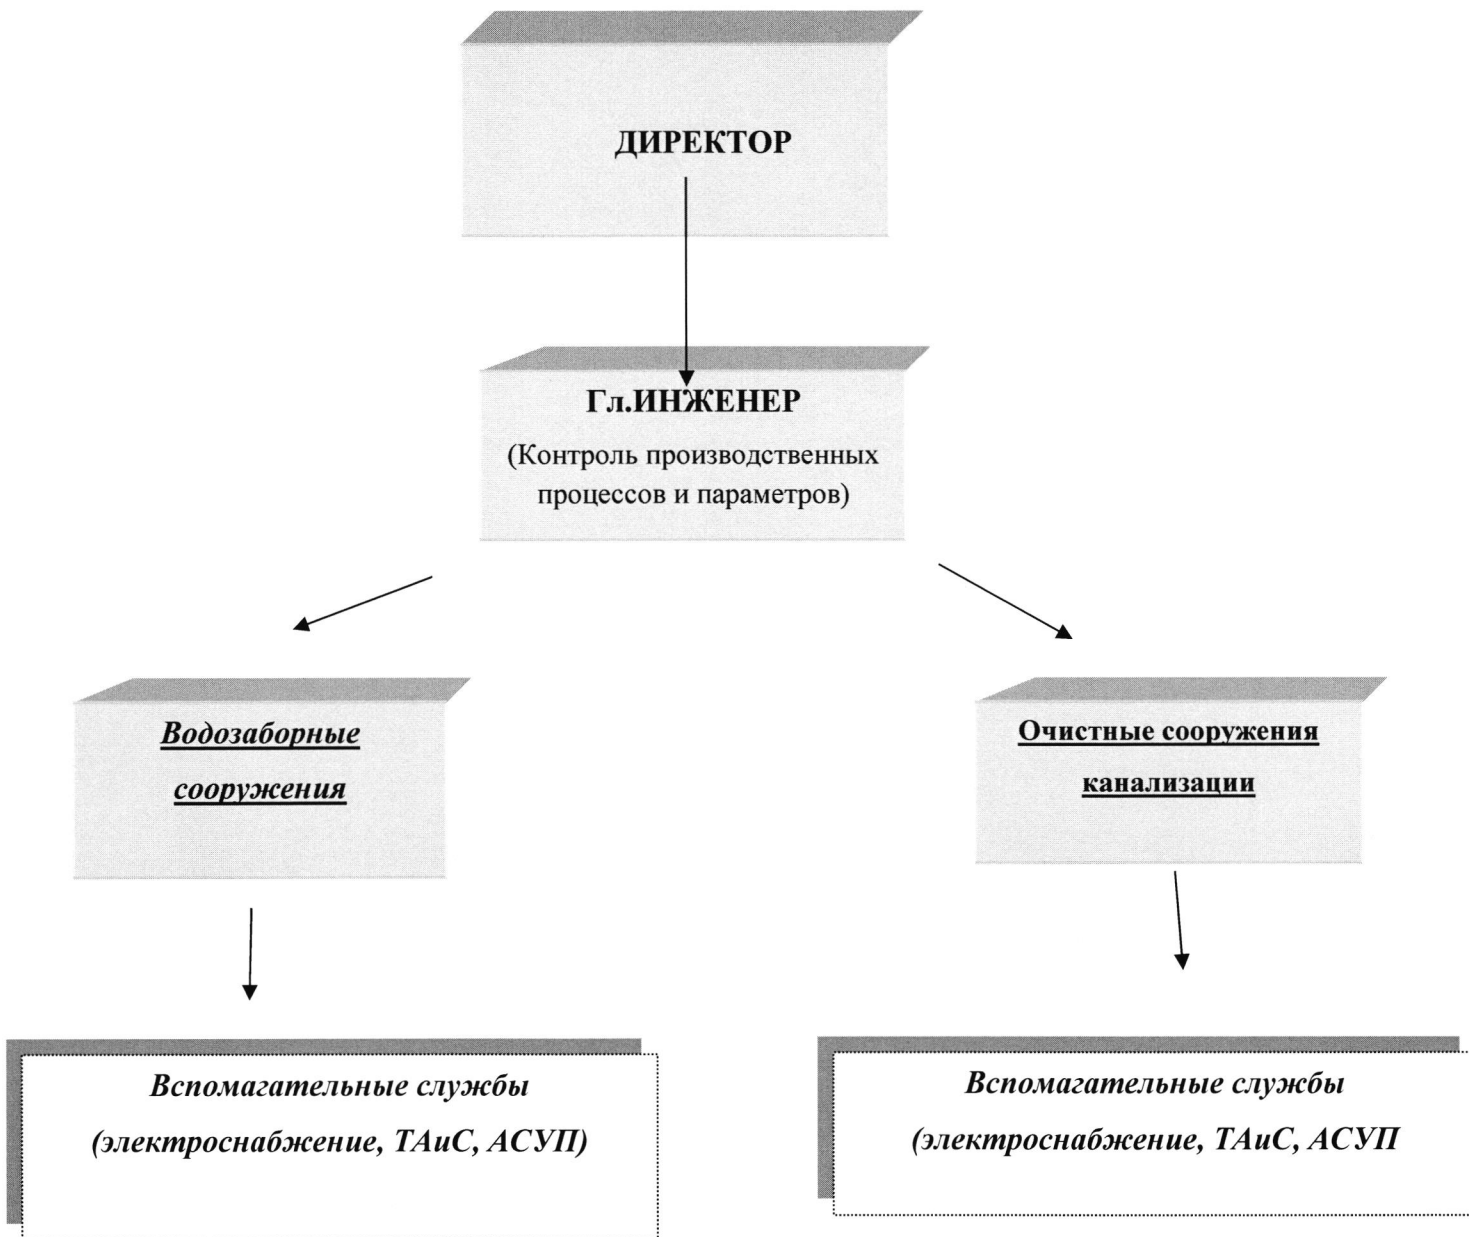 ДИРЕКТОР
Гл.ИНЖЕНЕР
(Контроль производственных
процессов и параметров)
Водозаборные
сооружения
Очистные сооружения
канализации
Вспомагательные службы
(электроснабжение, ТАиС, АСУП)
Вспомагательные службы
(электроснабжение, ТАиС, АСУП